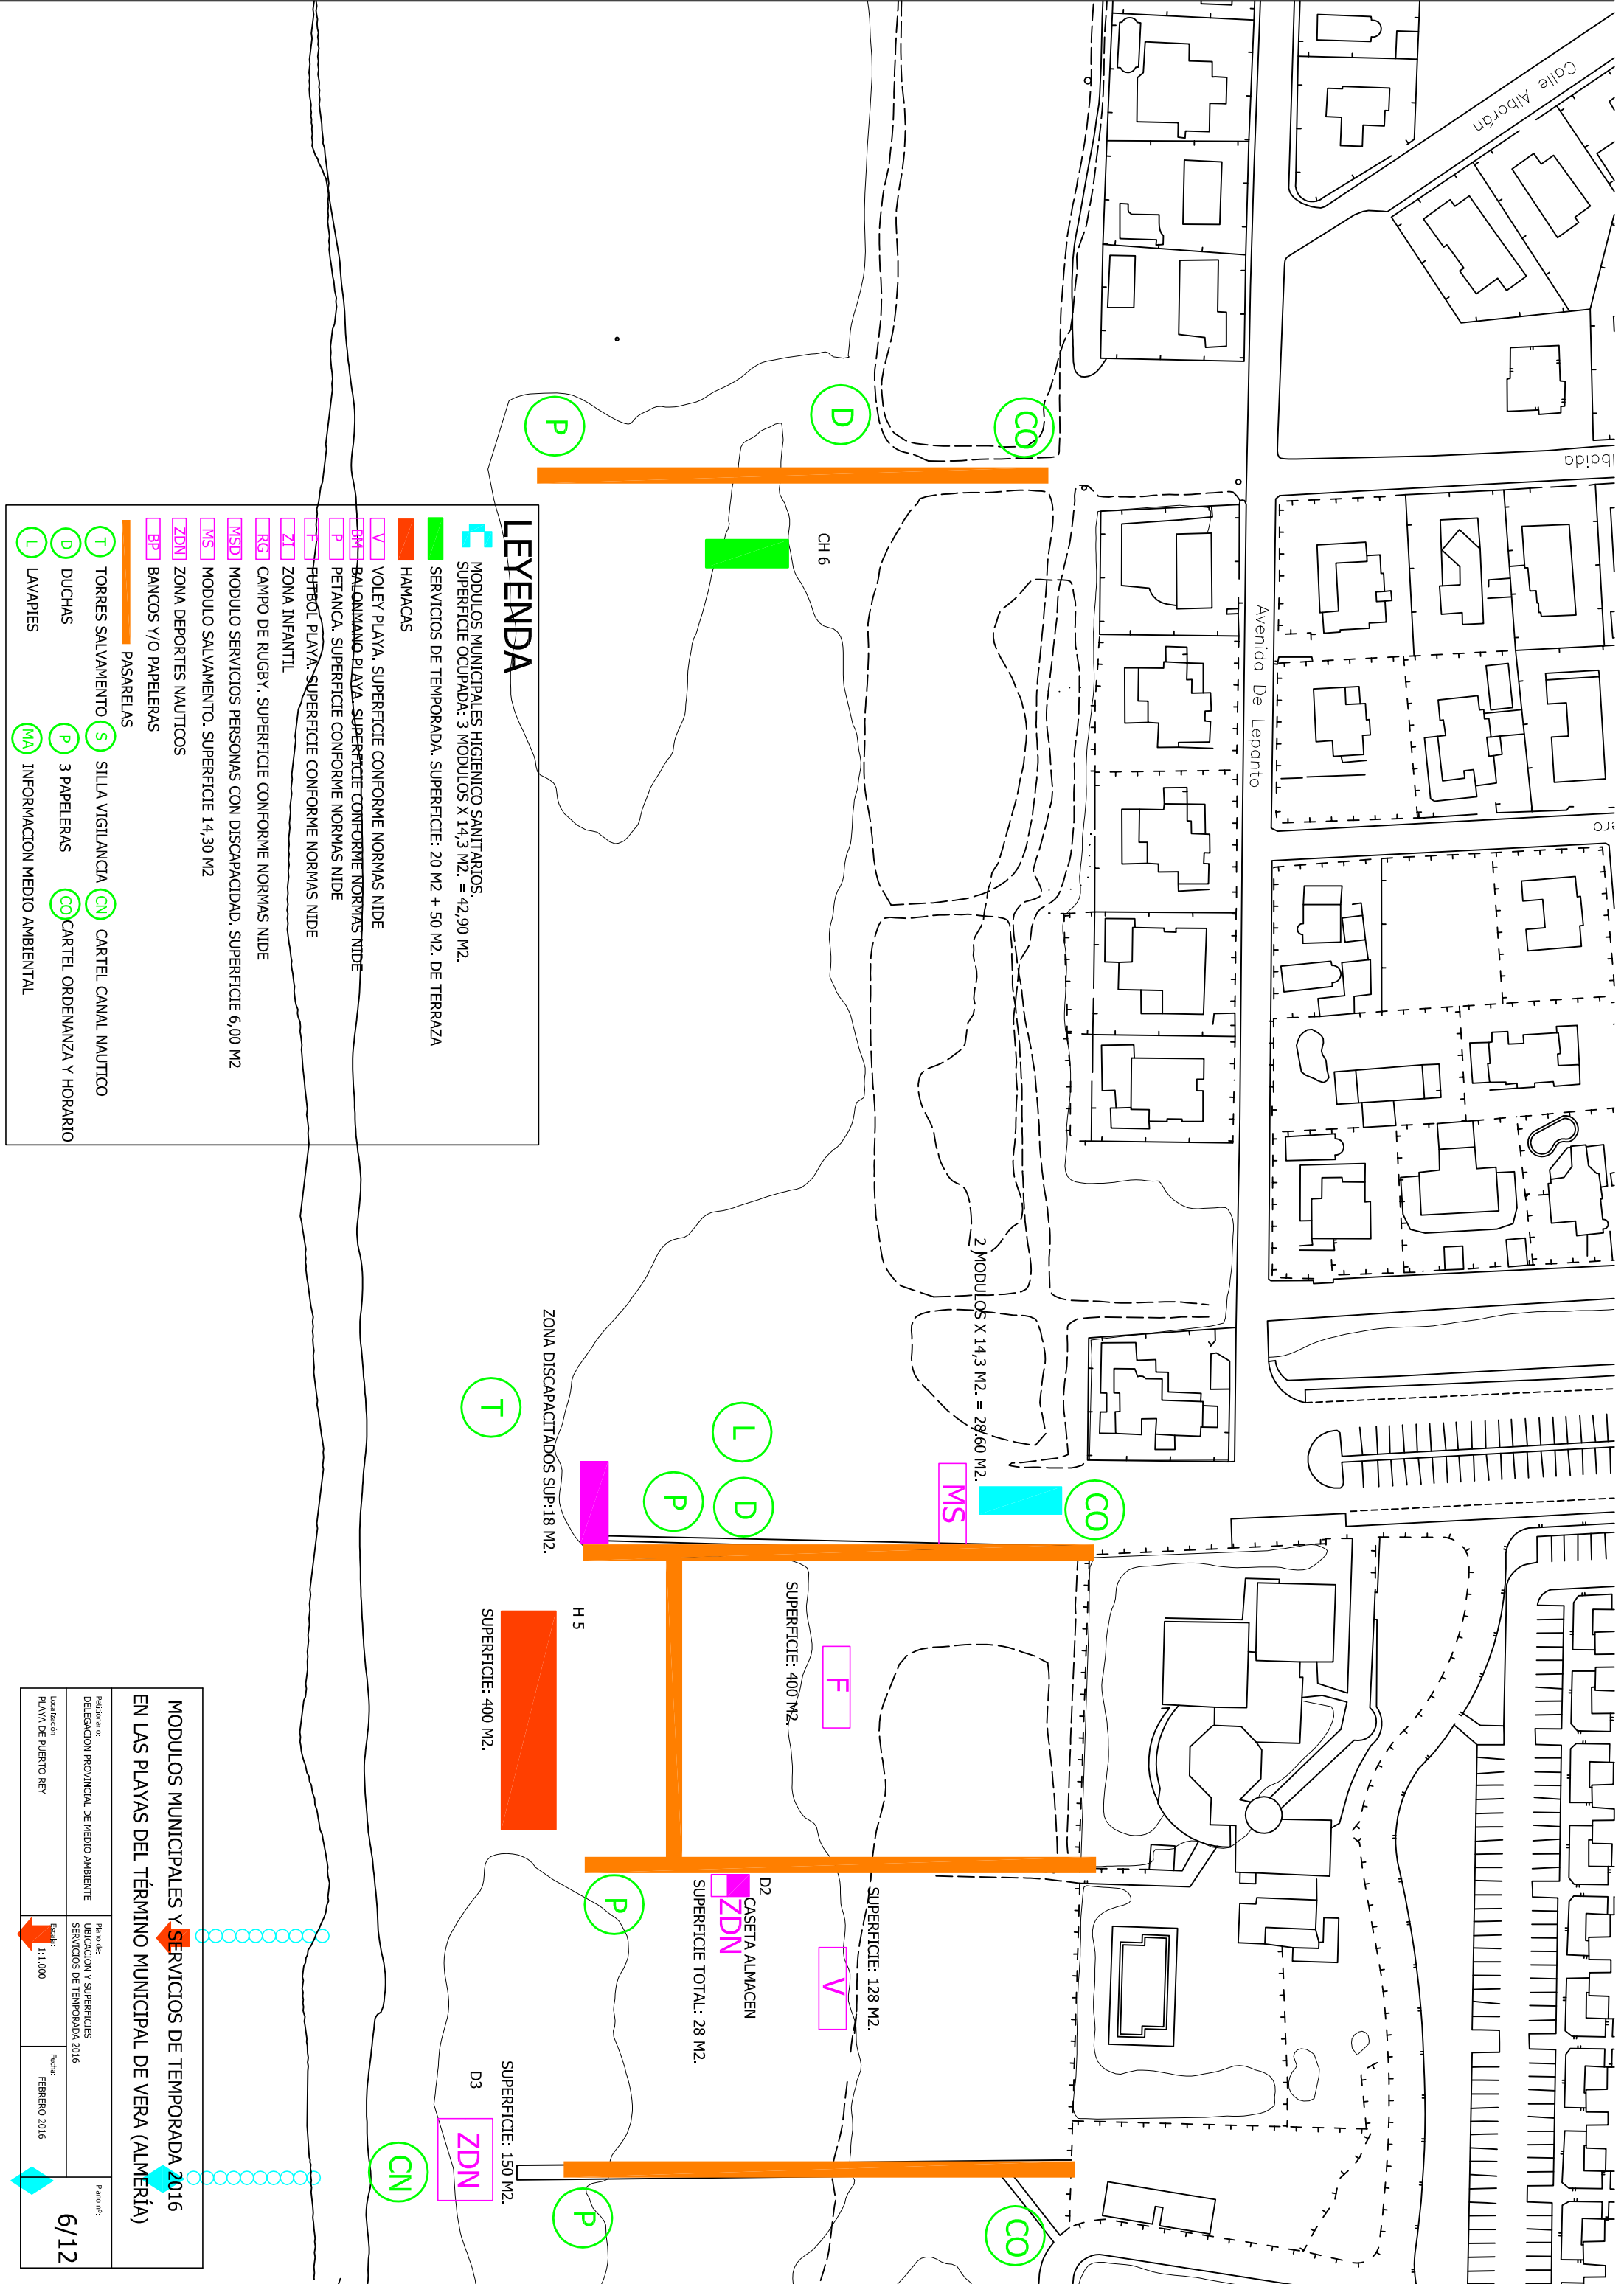 Calle Alborán
Avenida De Lepanto
CO
D
P
CH 6
2 MODULOS X 14,3 M2. = 28,60 M2.
ZONA DISCAPACITADOS SUP:18 M2.
T
L
D
P
MS
CO
H 5
SUPERFICIE: 400 M2.
SUPERFICIE: 400 M2.
F
P
D2
CASETA ALMACEN
ZDN
SUPERFICIE TOTAL: 28 M2.
SUPERFICIE: 128 M2.
V
SUPERFICIE: 150 M2.
D3
ZDN
CN
P
CO
LEYENDA
MODULOS MUNICIPALES HIGIENICO SANITARIOS.
SUPERFICIE OCUPADA: 3 MODULOS X 14,3 M2. = 42,90 M2.
SERVICIOS DE TEMPORADA. SUPERFICIE: 20 M2 + 50 M2. DE TERRAZA
HAMACAS
V VOLEY PLAYA. SUPERFICIE CONFORME NORMAS NIDE
BM BALONMANO PLAYA. SUPERFICIE CONFORME NORMAS NIDE
P PETANCA. SUPERFICIE CONFORME NORMAS NIDE
F FUTBOL PLAYA. SUPERFICIE CONFORME NORMAS NIDE
ZI ZONA INFANTIL
RG CAMPO DE RUGBY. SUPERFICIE CONFORME NORMAS NIDE
MSD MODULO SERVICIOS PERSONAS CON DISCAPACIDAD. SUPERFICIE 6,00 M2
MS MODULO SALVAMENTO. SUPERFICIE 14,30 M2
ZDN ZONA DEPORTES NAUTICOS
BP BANCOS Y/O PAPELERAS
PASARELAS
T TORRES SALVAMENTO S SILLA VIGILANCIA CN CARTEL CANAL NAUTICO
D DUCHAS P 3 PAPELERAS CO CARTEL ORDENANZA Y HORARIO
L LAVAPIES MA INFORMACION MEDIO AMBIENTAL
MODULOS MUNICIPALES Y SERVICIOS DE TEMPORADA 2016
EN LAS PLAYAS DEL TÉRMINO MUNICIPAL DE VERA (ALMERÍA)
Peticionario:
DELEGACION PROVINCIAL DE MEDIO AMBIENTE
Plano de:
UBICACION Y SUPERFICIES
SERVICIOS DE TEMPORADA 2016
Plano nº:
6/12
Localización
PLAYA DE PUERTO REY
Escala:
1:1.000
Fecha:
FEBRERO 2016